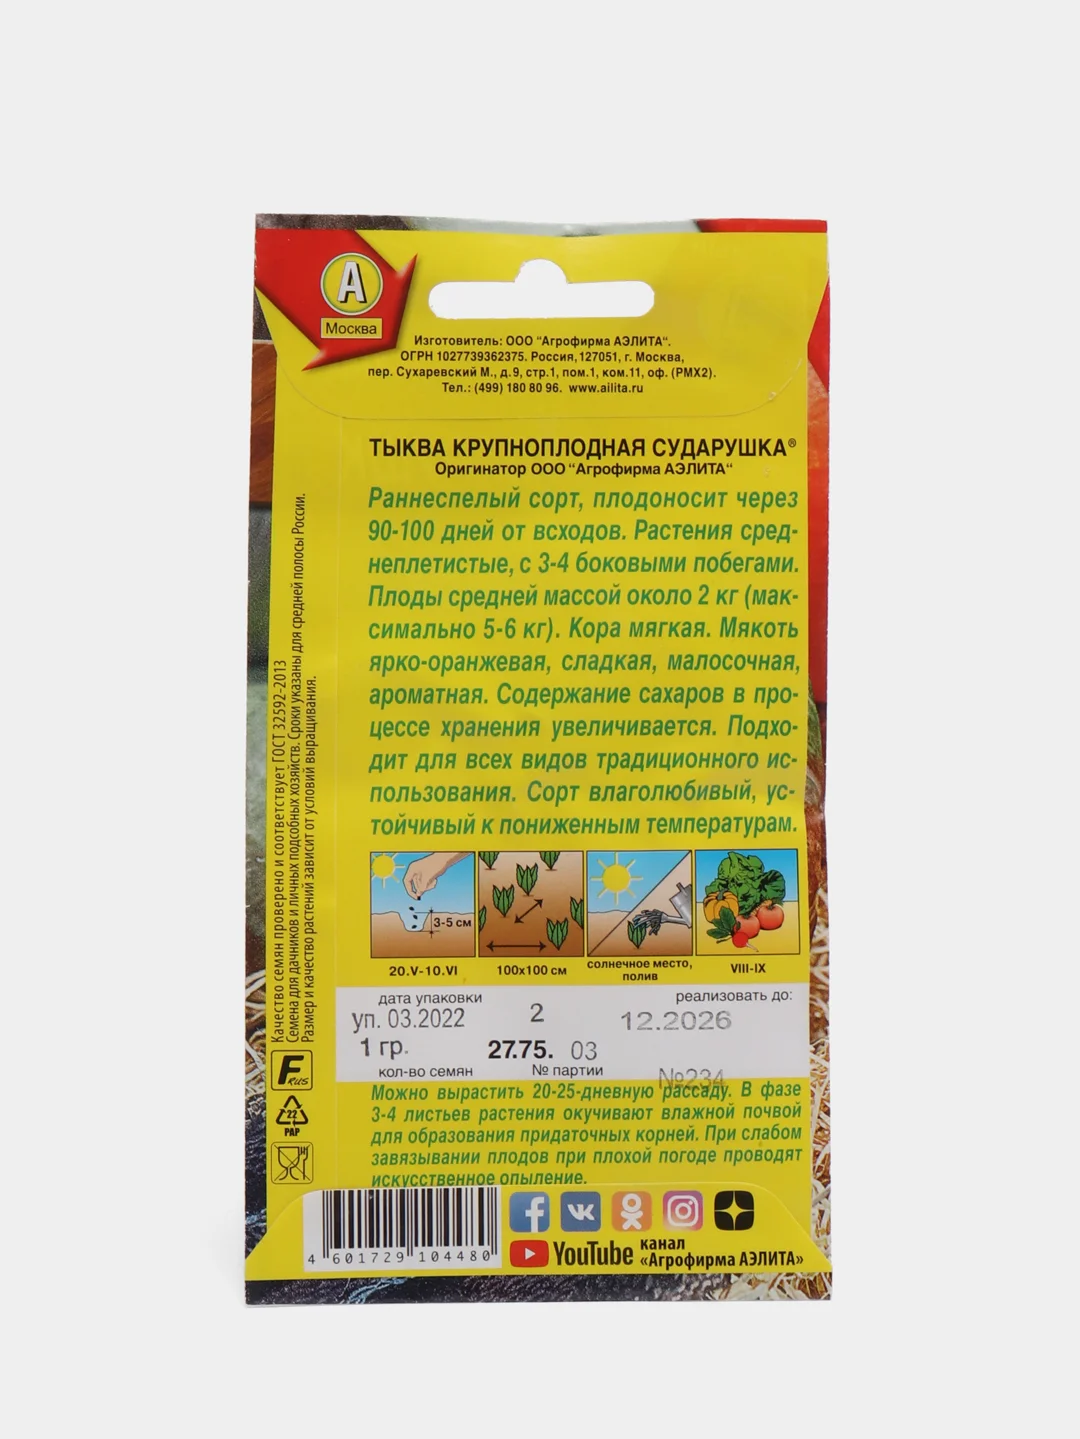 А
Москва
Изготовитель: ООО "Агрофирма АЭЛИТА".
ОГРН 1027739362375. Россия, 127051, г. Москва,
пер. Сухаревский М., д.9, стр.1, пом.1, ком.11, оф. (РМХ2).
Тел.: (499) 180 80 96. www.ailita.ru
ТЫКВА КРУПНОПЛОДНАЯ СУДАРУШКА®
Оригинатор ООО "Агрофирма АЭЛИТА"
Раннеспелый сорт, плодоносит через
90-100 дней от всходов. Растения сред-
неплетистые, с 3-4 боковыми побегами.
Плоды средней массой около 2 кг (мак-
симально 5-6 кг). Кора мягкая. Мякоть
ярко-оранжевая, сладкая, малосочная,
ароматная. Содержание сахаров в про-
цессе хранения увеличивается. Подхо-
дит для всех видов традиционного ис-
пользования. Сорт влаголюбивый, ус-
тойчивый к пониженным температурам.
3-5 см
20.V-10.VI
100х100 см
солнечное место,
полив
VIII-IX
дата упаковки
реализовать до:
уп. 03.2022
2
12.2026
1 гр.
27.75. 03
кол-во семян
№ партии
№234
Можно вырастить 20-25-дневную рассаду. В фазе
3-4 листьев растения окучивают влажной почвой
для образования придаточных корней. При слабом
завязывании плодов при плохой погоде проводят
искусственное опыление.
Качество семян проверено и соответствует ГОСТ 32592-2013
Семена для дачников и личных подсобных хозяйств. Сроки указаны для средней полосы России.
Размер и качество растений зависит от условий выращивания.
F RUS
22
PAP
4 601729 104480
YouTube
канал
«Агрофирма АЭЛИТА»